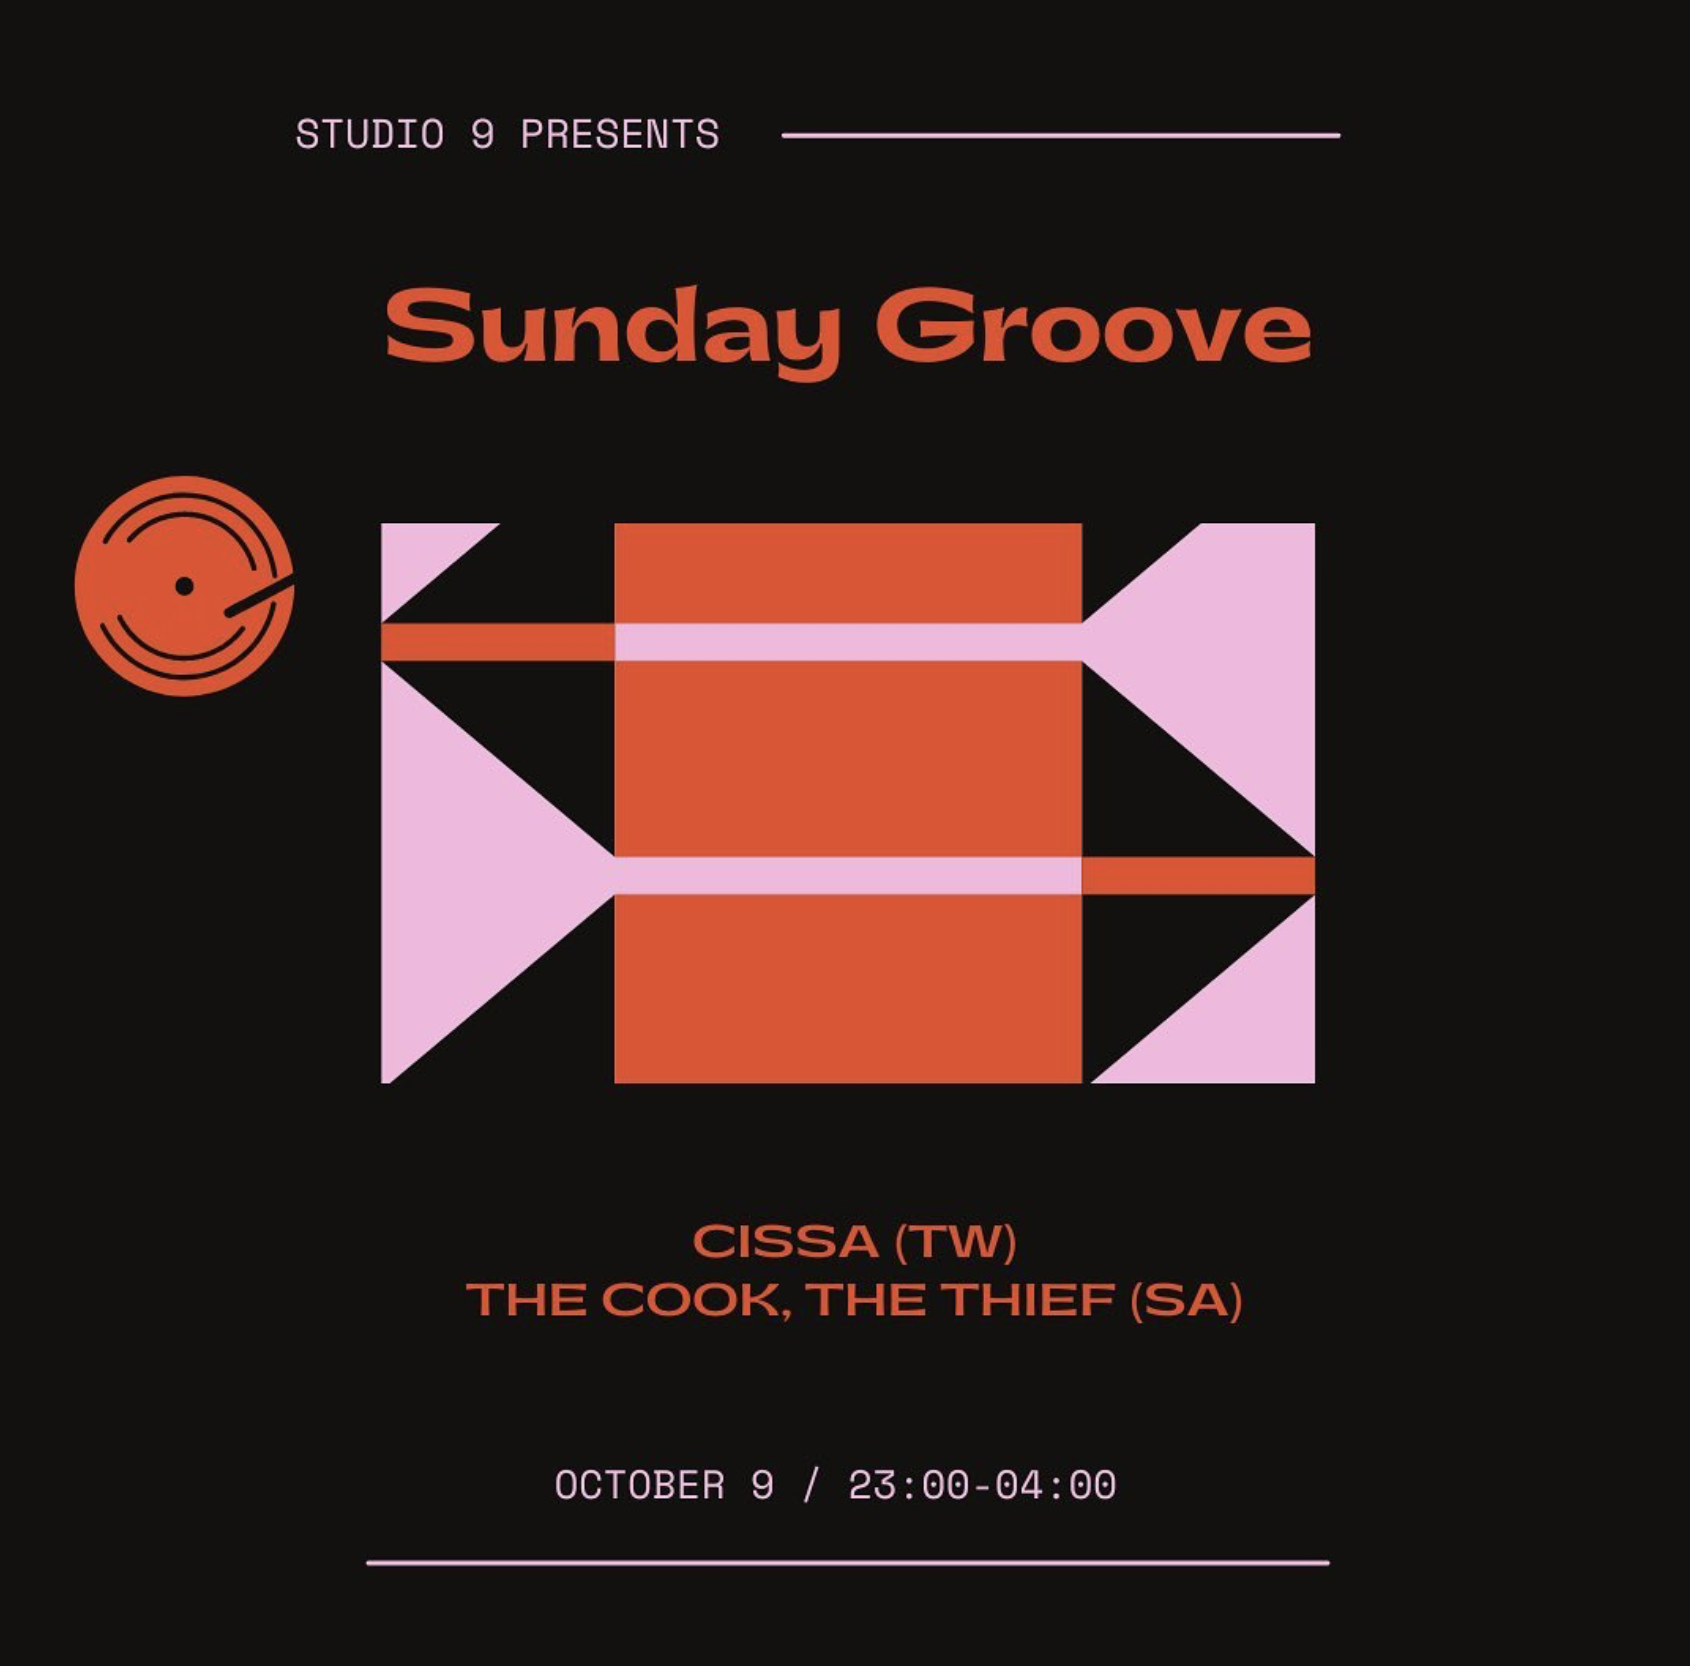 STUDIO 9 PRESENTS
Sunday Groove
CISSA (TW)
THE COOK, THE THIEF (SA)
OCTOBER 9 / 23:00-04:00